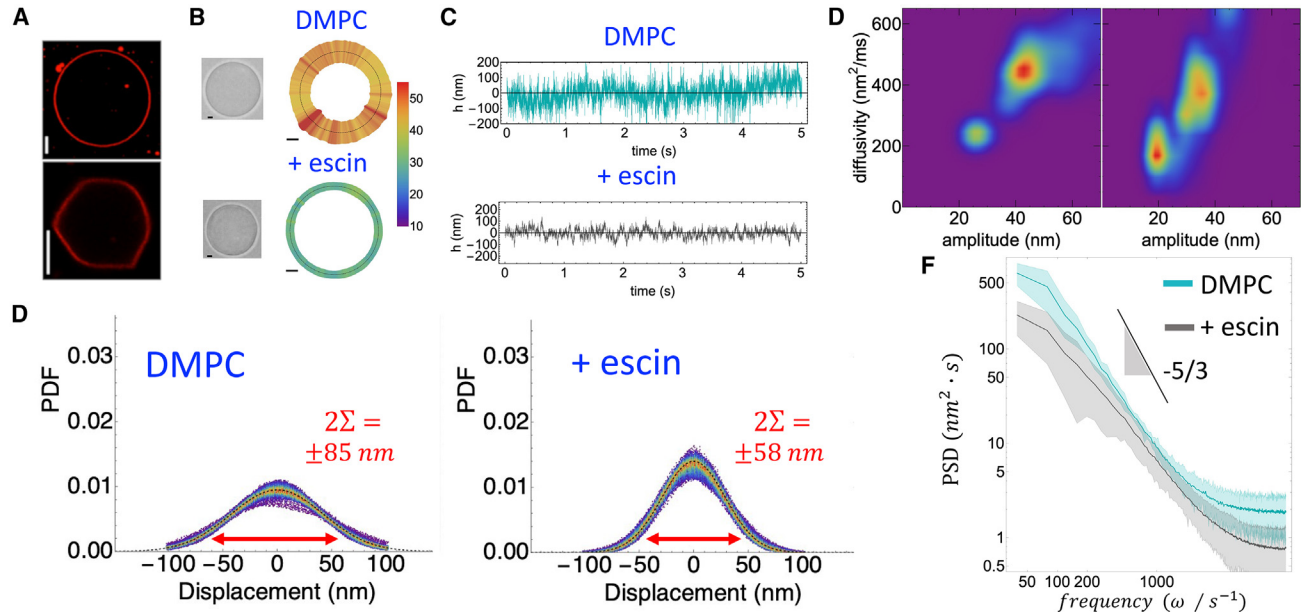 A
B
DMPC
+ escin
50
40
30
20
10
C
DMPC
h (nm)
200
100
0
−100
−200
0
1
2
3
4
5
time (s)
+ escin
h (nm)
200
100
0
−100
−200
0
1
2
3
4
5
time (s)
D
diffusivity (nm²/ms)
600
400
200
0
20
40
60
amplitude (nm)
20
40
60
amplitude (nm)
D
DMPC
PDF
0.03
0.02
0.01
0.00
2Σ =
±85 nm
−100
−50
0
50
100
Displacement (nm)
+ escin
PDF
0.03
0.02
0.01
0.00
2Σ =
±58 nm
−100
−50
0
50
100
Displacement (nm)
F
DMPC
+ escin
-5/3
PSD (nm² · s)
500
100
50
10
5
1
0.5
50
100
200
1000
frequency (ω / s⁻¹)